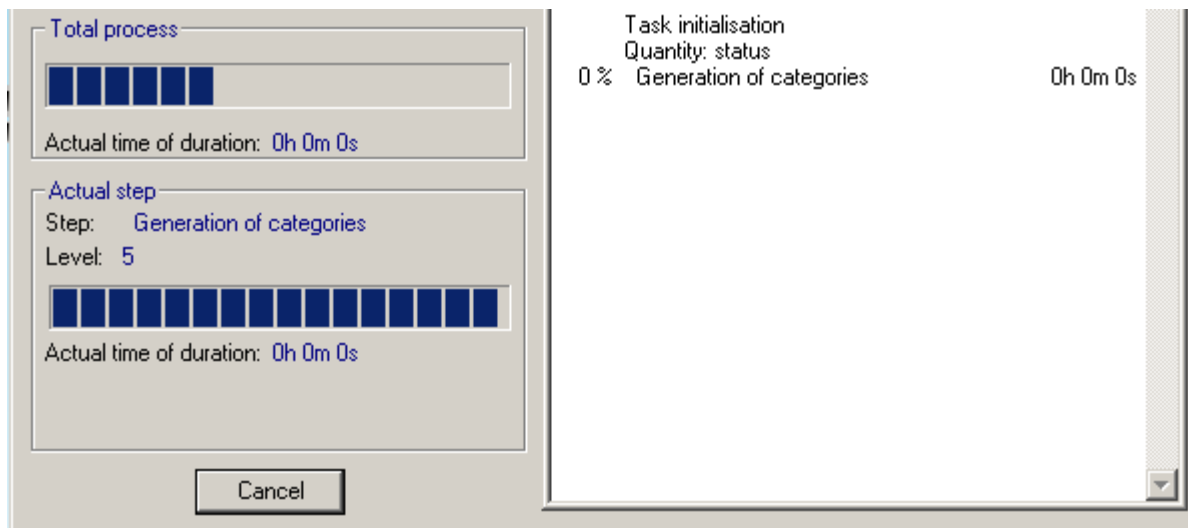 Total process
Actual time of duration: 0h 0m 0s
Actual step
Step: Generation of categories
Level: 5
Actual time of duration: 0h 0m 0s
Cancel
Task initialisation
Quantity: status
0 % Generation of categories 0h 0m 0s